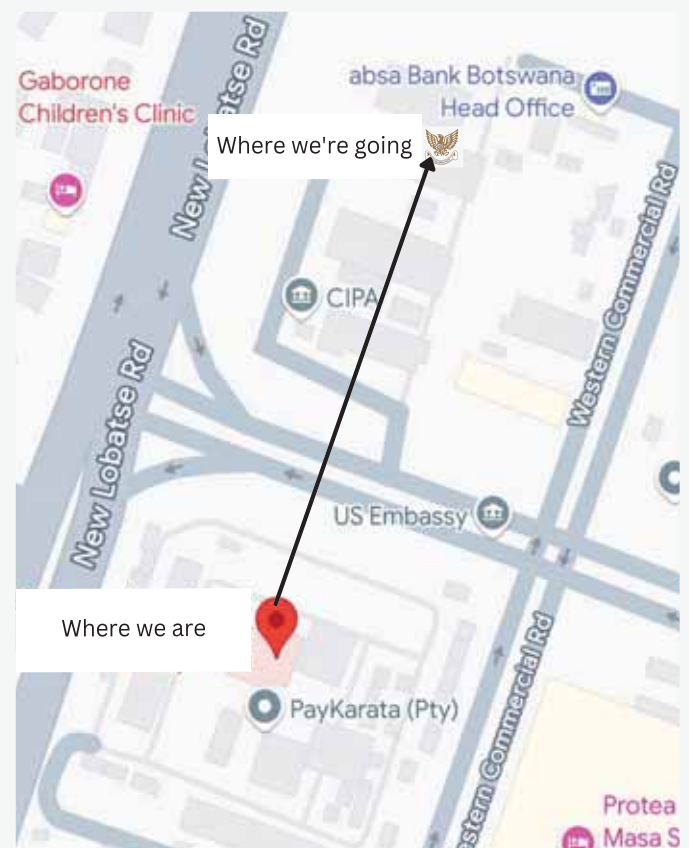 New Lobatse Rd
Gaborone
Children's Clinic
absa Bank Botswana
Head Office
Where we're going
Western Commercial Rd
CIPA
New Lobatse Rd
US Embassy
Where we are
PayKarata (Pty)
stern Commercial Rd
Protea
Masa S